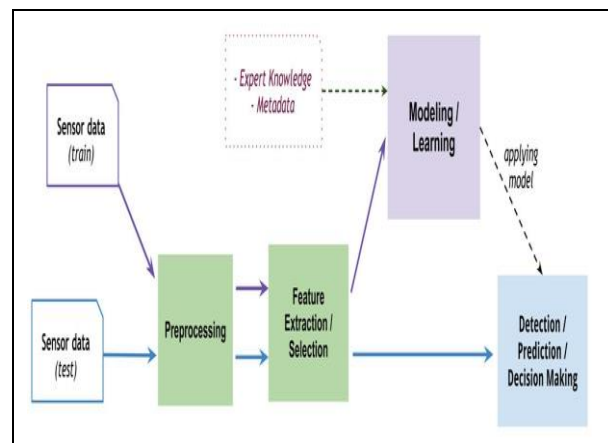 - Expert Knowledge
- Metadata
Modeling /
Learning
Sensor data
(train)
applying
model
Preprocessing
Feature
Extraction /
Selection
Sensor data
(test)
Detection /
Prediction /
Decision Making